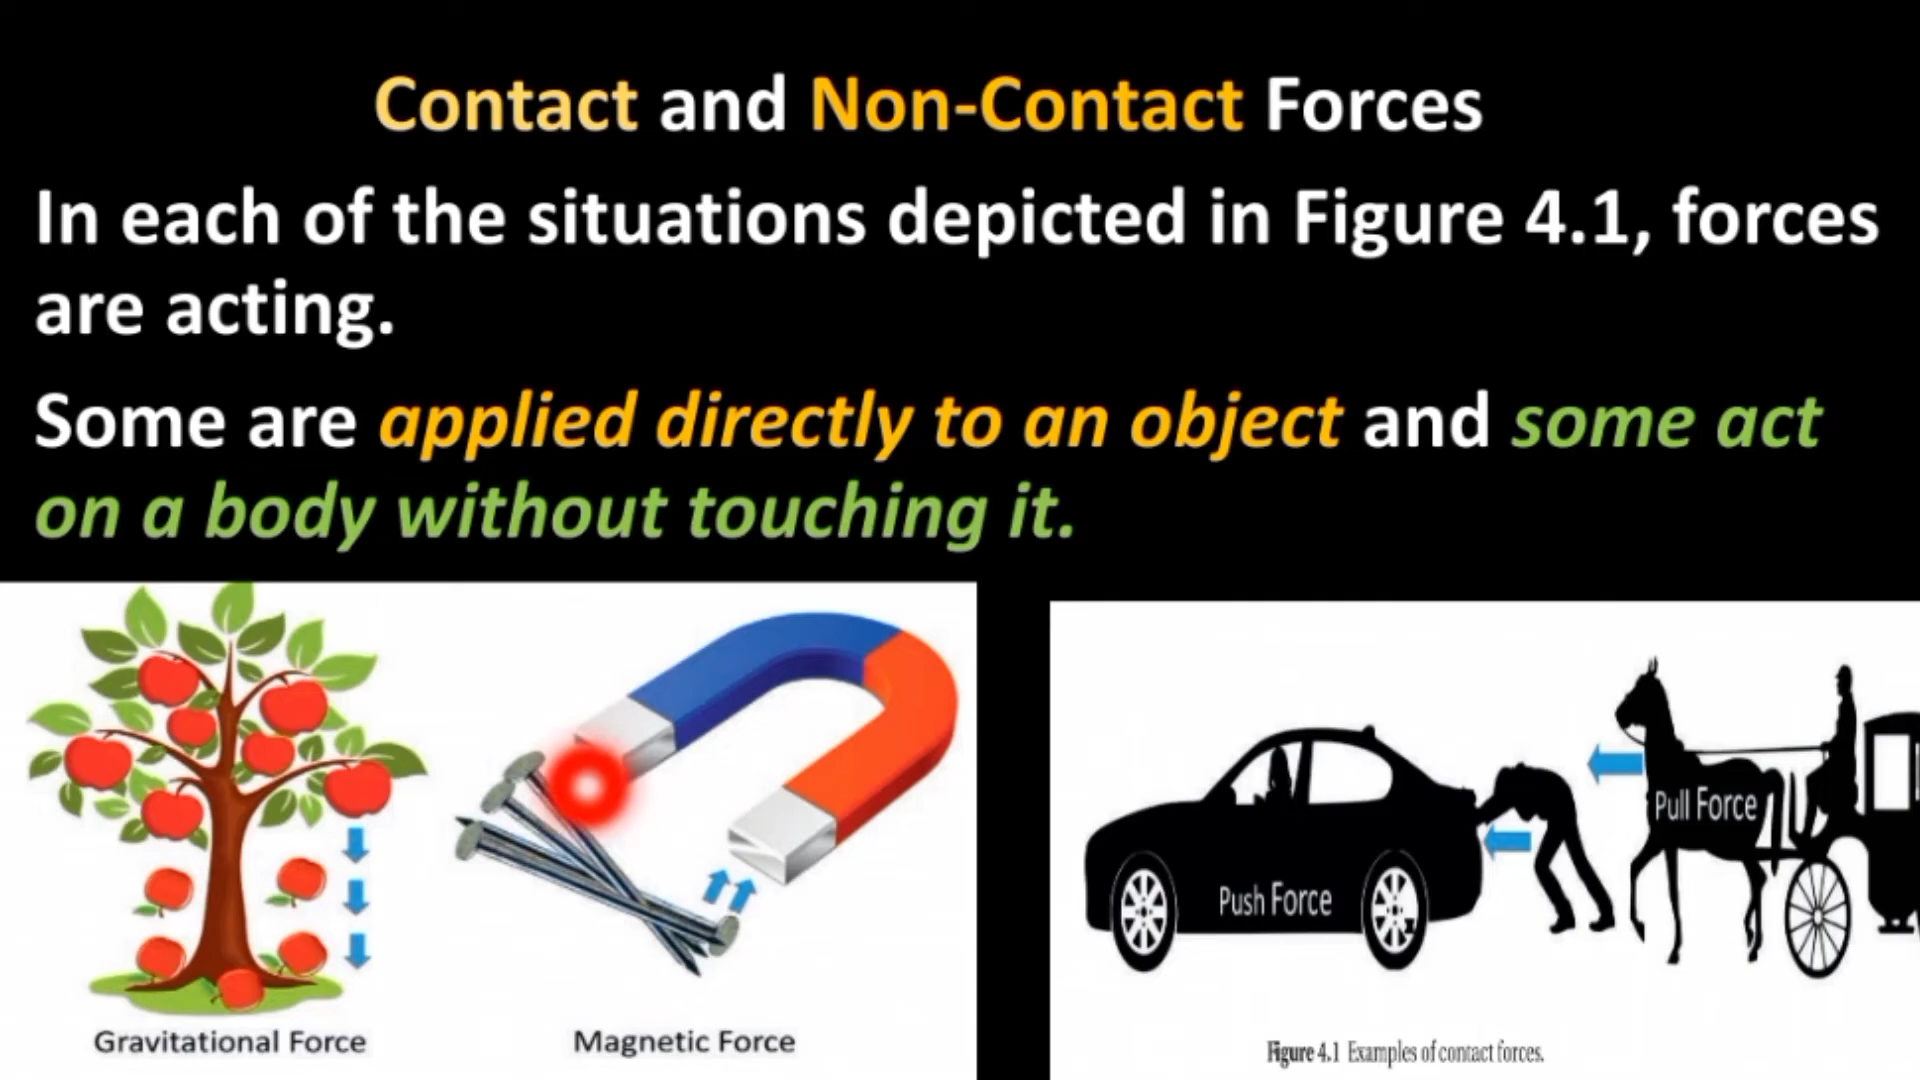 Contact and Non-Contact Forces
In each of the situations depicted in Figure 4.1, forces
are acting.
Some are applied directly to an object and some act
on a body without touching it.
Gravitational Force
Magnetic Force
Push Force
Pull Force
Figure 4.1 Examples of contact forces.